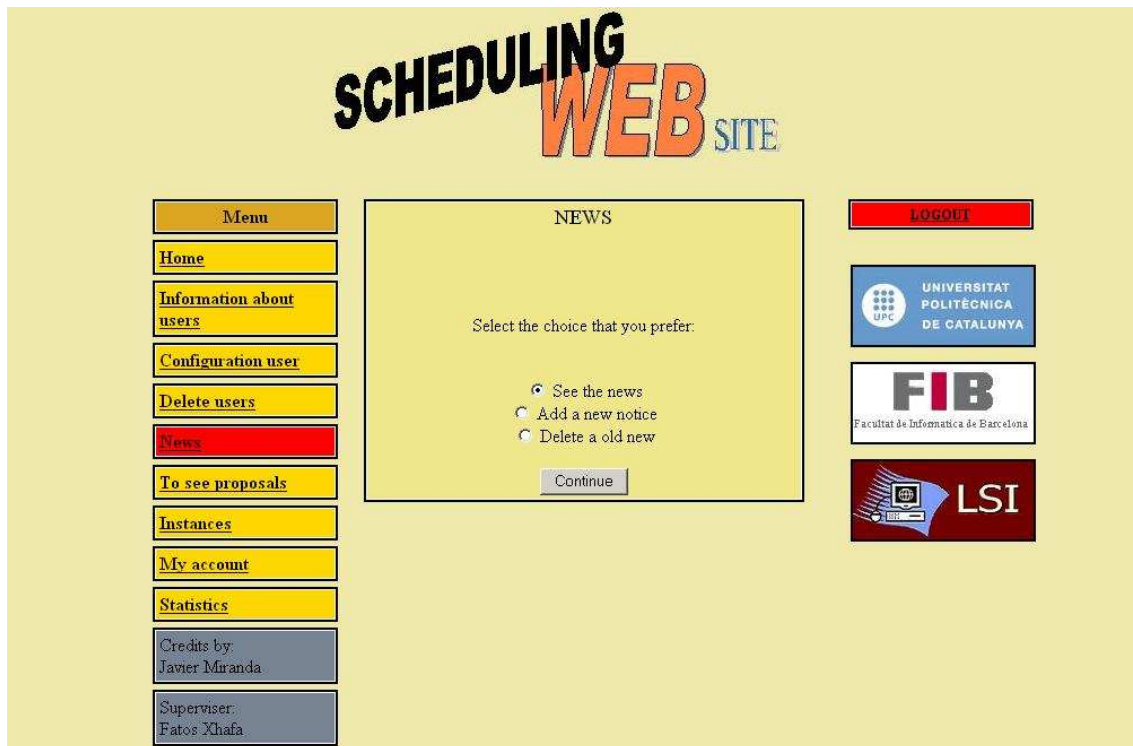 SCHEDULING
WEB SITE
Menu
Home
Information about
users
Configuration user
Delete users
News
To see proposals
Instances
My account
Statistics
Credits by:
Javier Miranda
Superviser:
Fatos Xhafa
NEWS
Select the choice that you prefer:
See the news
Add a new notice
Delete a old new
Continue
LOGOUT
UPC
UNIVERSITAT
POLITÈCNICA
DE CATALUNYA
FIB
Facultat de Informatica de Barcelona
LSI